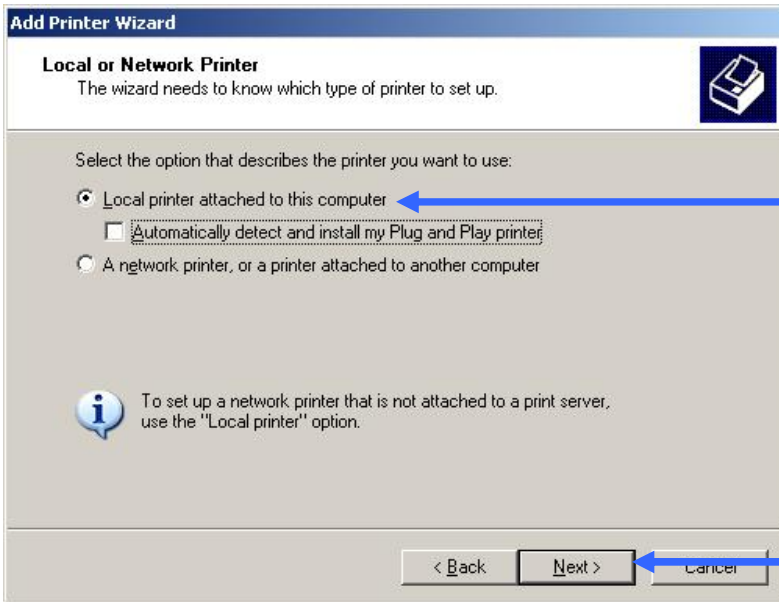 Add Printer Wizard
Local or Network Printer
The wizard needs to know which type of printer to set up.
Select the option that describes the printer you want to use:
Local printer attached to this computer
Automatically detect and install my Plug and Play printer
A network printer, or a printer attached to another computer
To set up a network printer that is not attached to a print server,
use the "Local printer" option.
< Back Next > Cancel